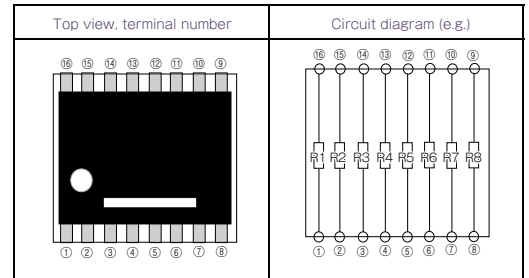 Top view, terminal number
Circuit diagram (e.g.)
⑯ ⑮ ⑭ ⑬ ⑫ ⑪ ⑩ ⑨
① ② ③ ④ ⑤ ⑥ ⑦ ⑧
⑯ ⑮ ⑭ ⑬ ⑫ ⑪ ⑩ ⑨
R1 R2 R3 R4 R5 R6 R7 R8
① ② ③ ④ ⑤ ⑥ ⑦ ⑧